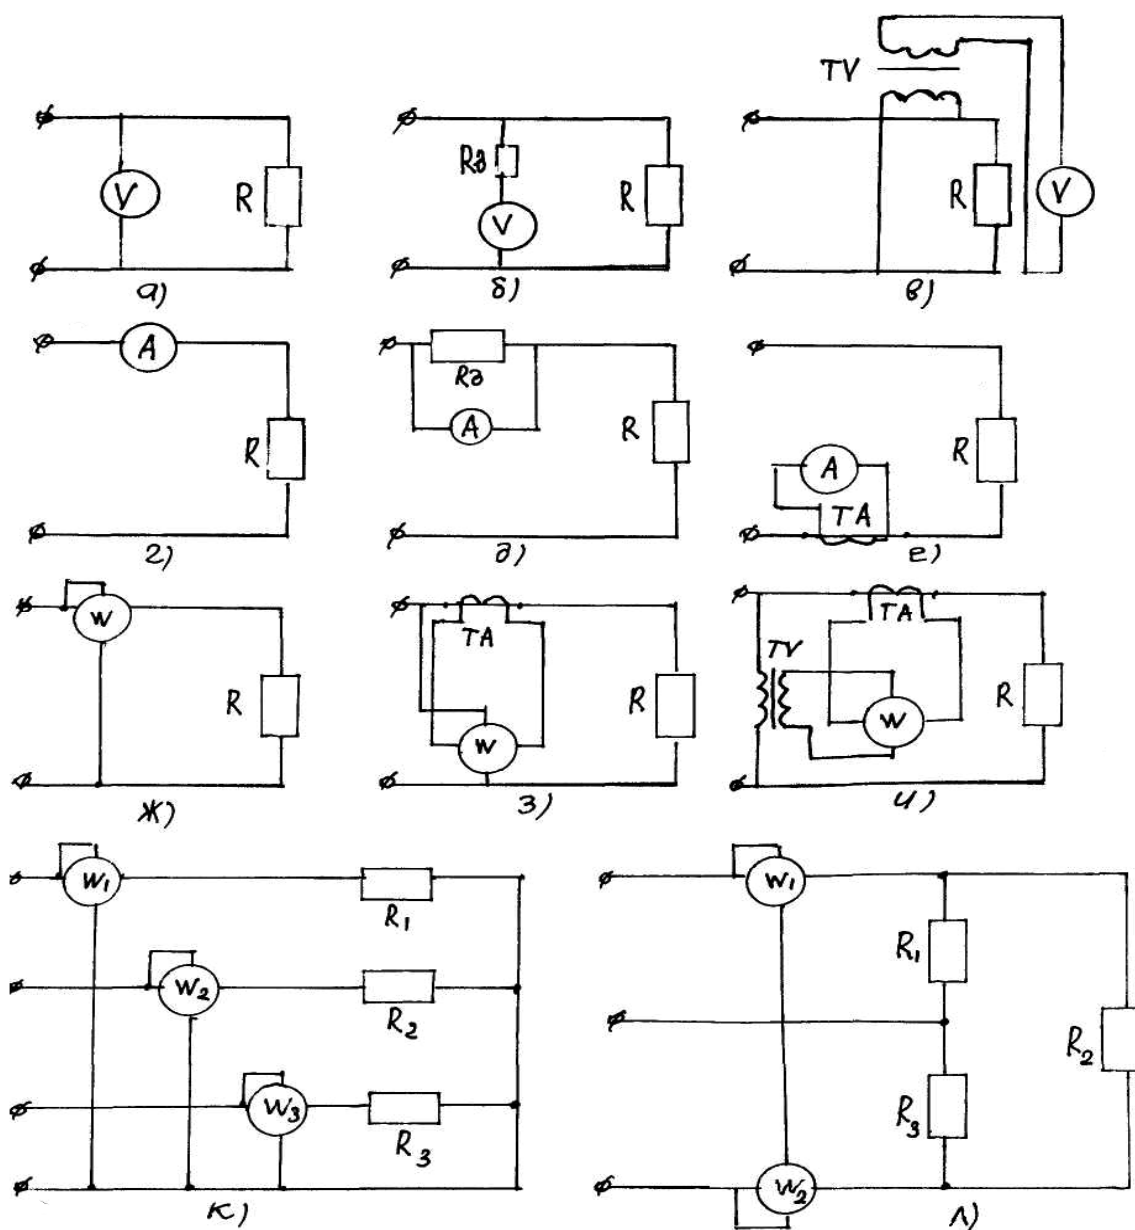 TV
V R
Rд V R
R V
а) б) в)
A R
Rд A R
A TA R
г) д) е)
W R
TA W R
TA TV W R
ж) з) и)
W1 R1
W2 R2
W3 R3
к)
W1 R1
R2
R3
W2
л)